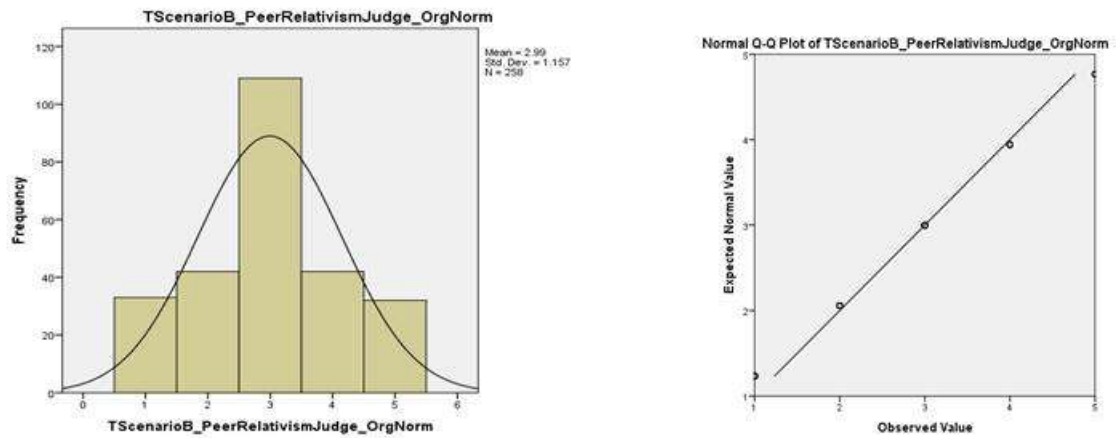 TScenarioB_PeerRelativismJudge_OrgNorm
Mean = 2.99
Std. Dev. = 1.157
N = 258
120
100
80
60
40
20
0
Frequency
0 1 2 3 4 5 6
TScenarioB_PeerRelativismJudge_OrgNorm
Normal Q-Q Plot of TScenarioB_PeerRelativismJudge_OrgNorm
5
4
3
2
1
Expected Normal Value
1 2 3 4 5
Observed Value